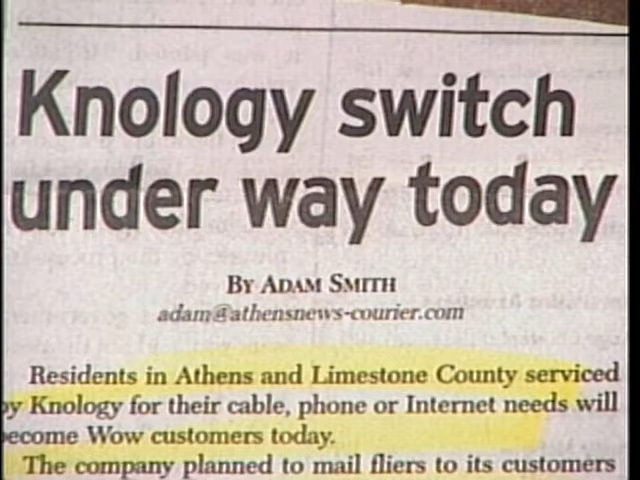 Knology switch
under way today
BY ADAM SMITH
adam@athensnews-courier.com
Residents in Athens and Limestone County serviced
by Knology for their cable, phone or Internet needs will
become Wow customers today.
The company planned to mail fliers to its customers